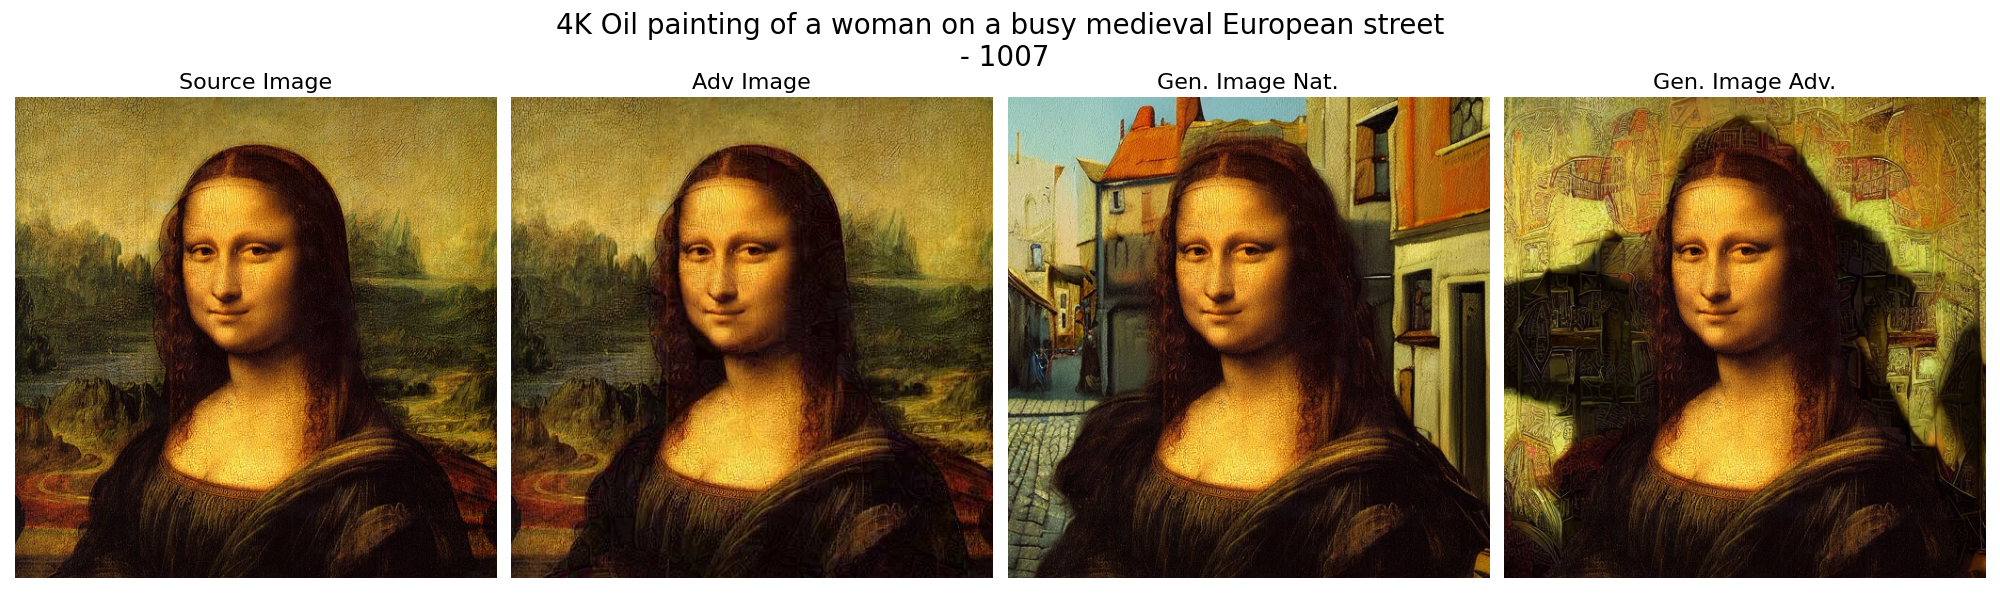 4K Oil painting of a woman on a busy medieval European street
- 1007
Source Image
Adv Image
Gen. Image Nat.
Gen. Image Adv.